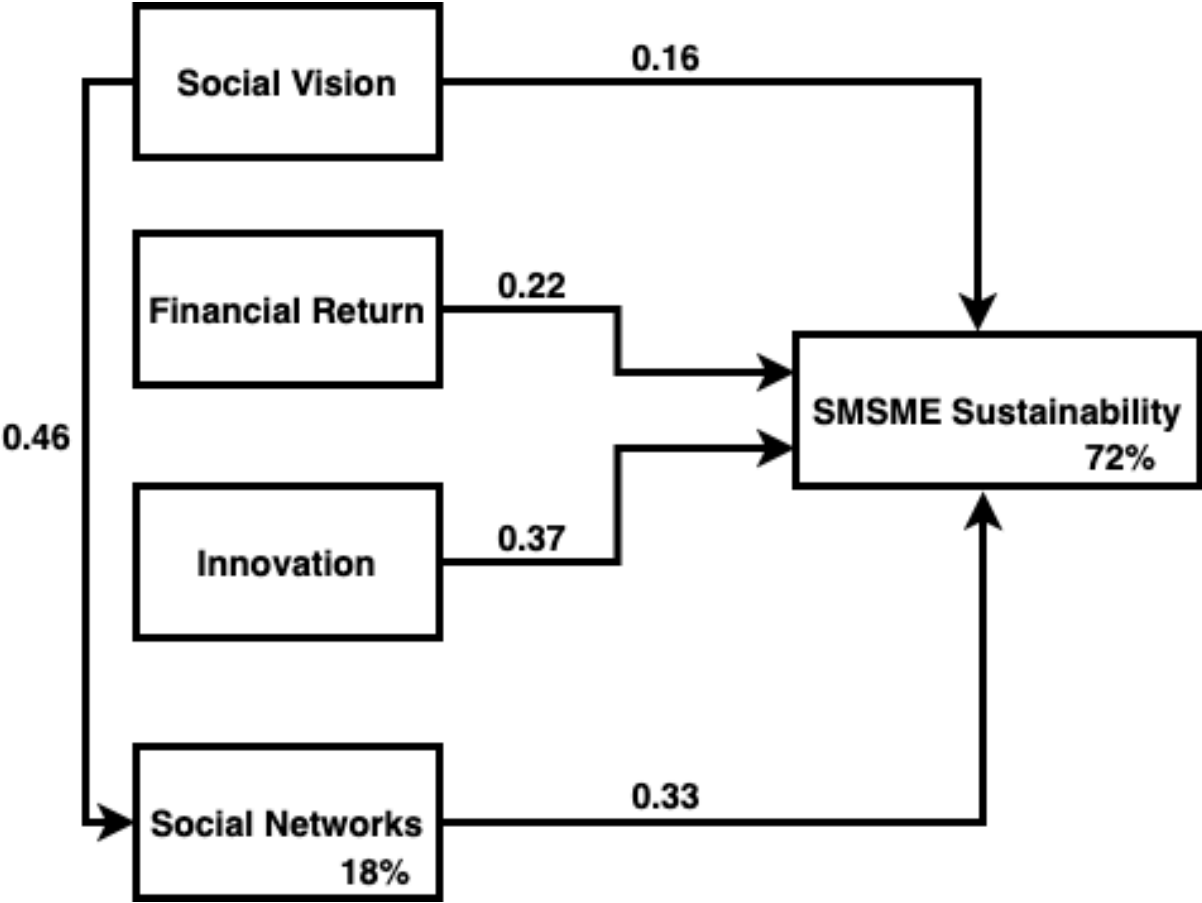 0.16
Social Vision
0.22
Financial Return
SMSME Sustainability
72%
0.46
0.37
Innovation
0.33
Social Networks
18%